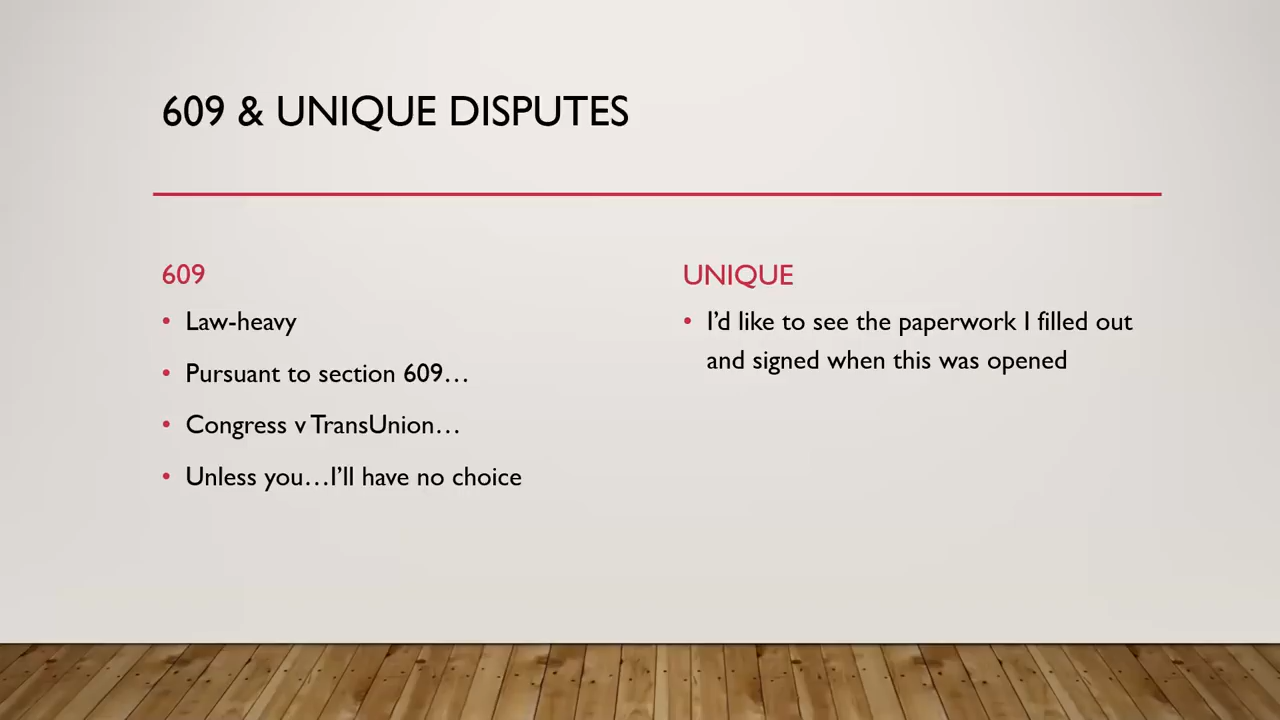 609 & UNIQUE DISPUTES
609
• Law-heavy
• Pursuant to section 609…
• Congress v TransUnion…
• Unless you…I’ll have no choice
UNIQUE
• I’d like to see the paperwork I filled out
and signed when this was opened